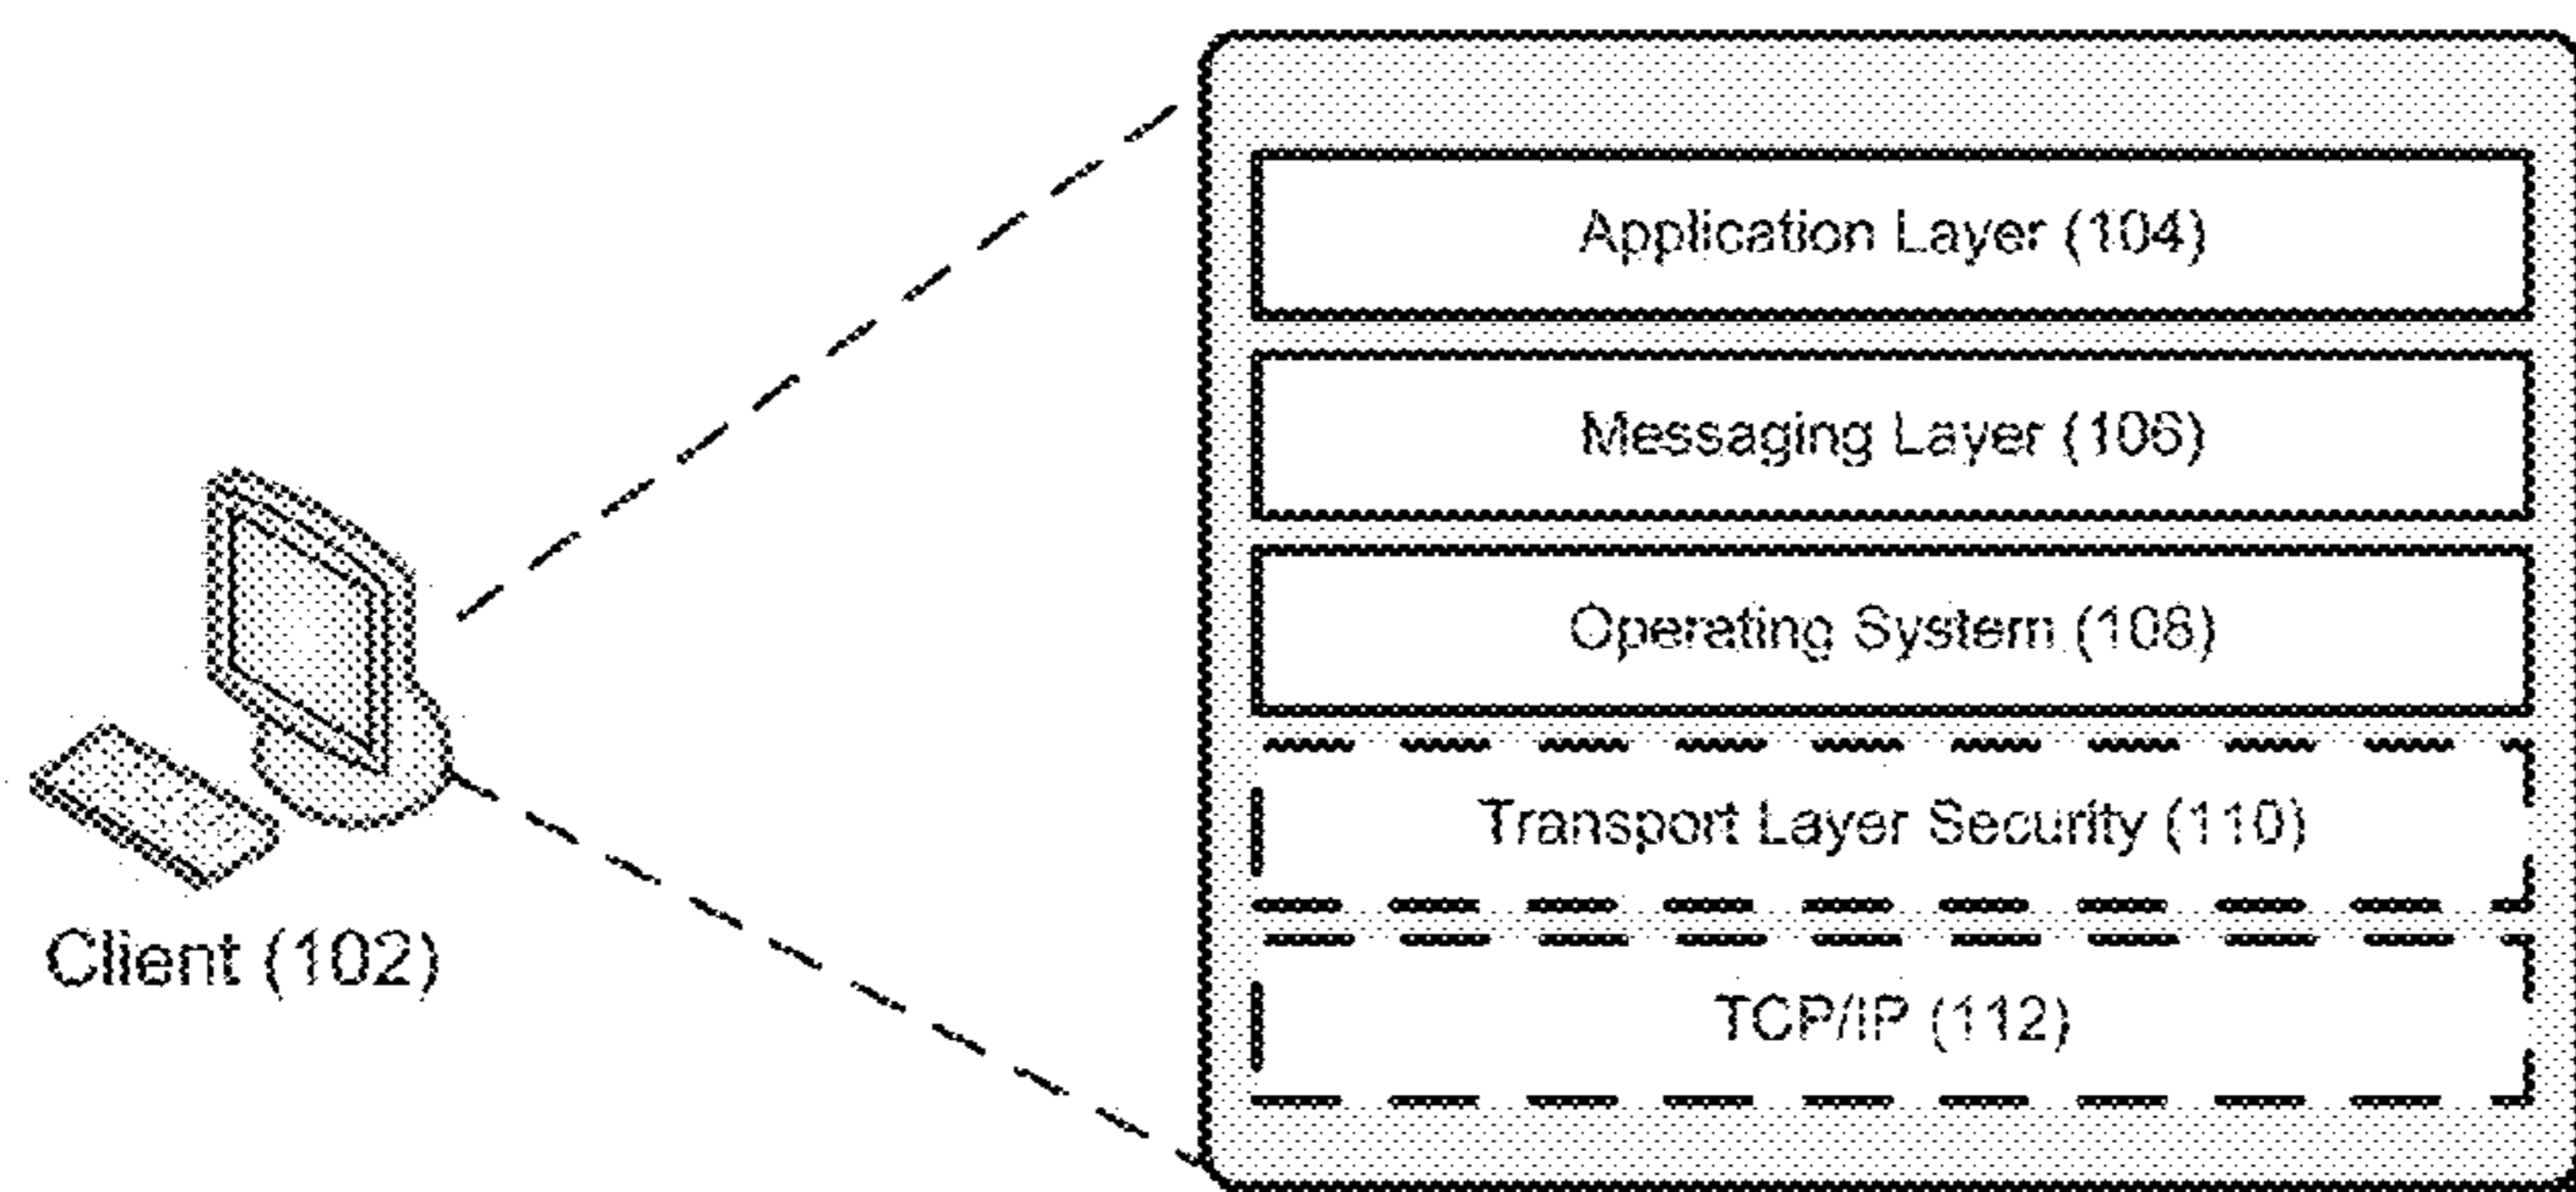 Application Layer (104)
Messaging Layer (106)
Operating System (108)
Transport Layer Security (110)
TCP/IP (112)
Client (102)